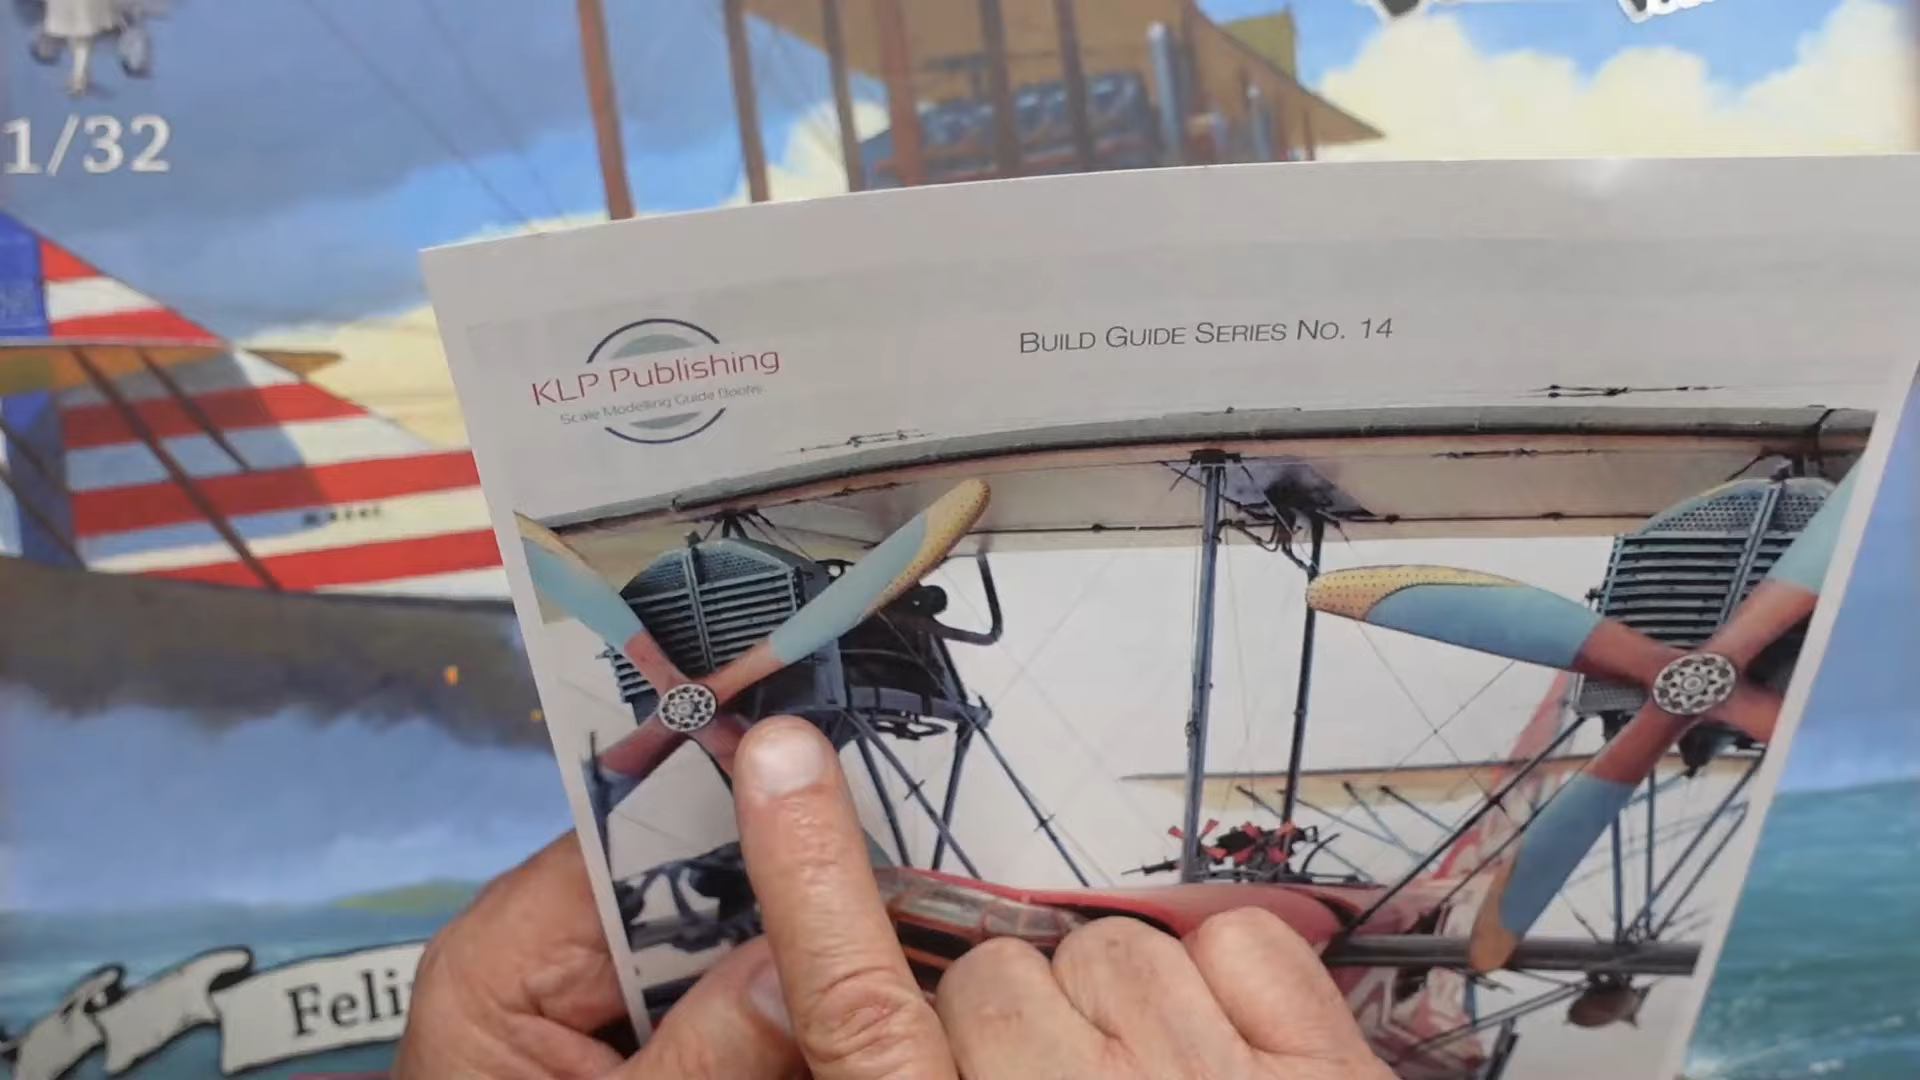 1/32
KLP Publishing
Scale Modelling Guide Books
BUILD GUIDE SERIES NO. 14
Feli